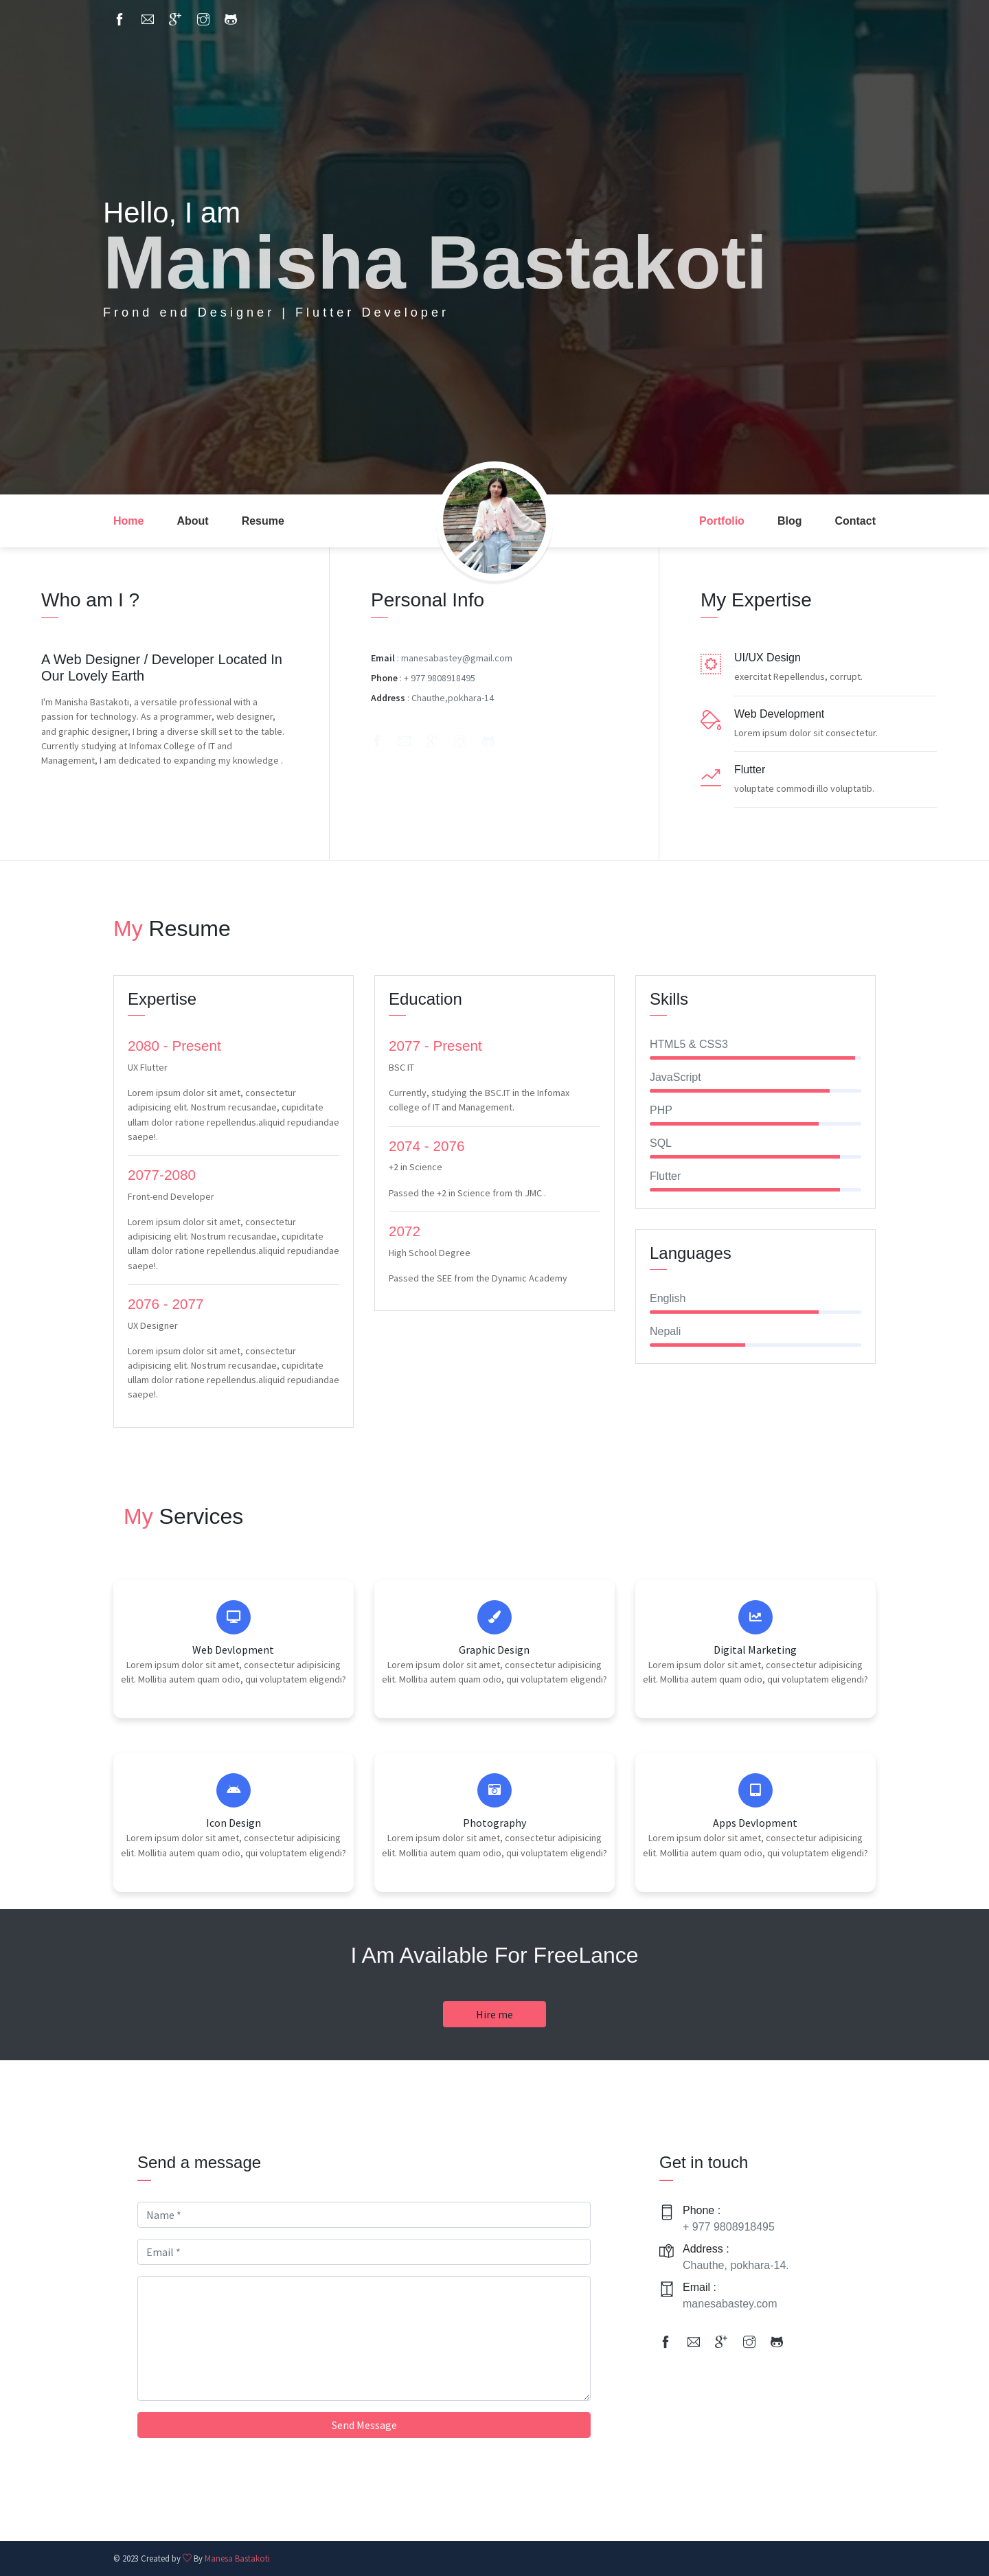 Hello, I am
Manisha Bastakoti
Frond end Designer | Flutter Developer
Home
About
Resume
Portfolio
Blog
Contact
Who am I ?
A Web Designer / Developer Located In
Our Lovely Earth
I'm Manisha Bastakoti, a versatile professional with a
passion for technology. As a programmer, web designer,
and graphic designer, I bring a diverse skill set to the table.
Currently studying at Infomax College of IT and
Management, I am dedicated to expanding my knowledge .
Personal Info
Email : manesabastey@gmail.com
Phone : + 977 9808918495
Address : Chauthe,pokhara-14
My Expertise
UI/UX Design
exercitat Repellendus, corrupt.
Web Development
Lorem ipsum dolor sit consectetur.
Flutter
voluptate commodi illo voluptatib.
My Resume
Expertise
2080 - Present
UX Flutter
Lorem ipsum dolor sit amet, consectetur
adipisicing elit. Nostrum recusandae, cupiditate
ullam dolor ratione repellendus.aliquid repudiandae
saepe!.
2077-2080
Front-end Developer
Lorem ipsum dolor sit amet, consectetur
adipisicing elit. Nostrum recusandae, cupiditate
ullam dolor ratione repellendus.aliquid repudiandae
saepe!.
2076 - 2077
UX Designer
Lorem ipsum dolor sit amet, consectetur
adipisicing elit. Nostrum recusandae, cupiditate
ullam dolor ratione repellendus.aliquid repudiandae
saepe!.
Education
2077 - Present
BSC IT
Currently, studying the BSC.IT in the Infomax
college of IT and Management.
2074 - 2076
+2 in Science
Passed the +2 in Science from th JMC .
2072
High School Degree
Passed the SEE from the Dynamic Academy
Skills
HTML5 & CSS3
JavaScript
PHP
SQL
Flutter
Languages
English
Nepali
My Services
Web Devlopment
Lorem ipsum dolor sit amet, consectetur adipisicing
elit. Mollitia autem quam odio, qui voluptatem eligendi?
Graphic Design
Lorem ipsum dolor sit amet, consectetur adipisicing
elit. Mollitia autem quam odio, qui voluptatem eligendi?
Digital Marketing
Lorem ipsum dolor sit amet, consectetur adipisicing
elit. Mollitia autem quam odio, qui voluptatem eligendi?
Icon Design
Lorem ipsum dolor sit amet, consectetur adipisicing
elit. Mollitia autem quam odio, qui voluptatem eligendi?
Photography
Lorem ipsum dolor sit amet, consectetur adipisicing
elit. Mollitia autem quam odio, qui voluptatem eligendi?
Apps Devlopment
Lorem ipsum dolor sit amet, consectetur adipisicing
elit. Mollitia autem quam odio, qui voluptatem eligendi?
I Am Available For FreeLance
Hire me
Send a message
Name *
Email *
Send Message
Get in touch
Phone :
+ 977 9808918495
Address :
Chauthe, pokhara-14.
Email :
manesabastey.com
© 2023 Created by By Manesa Bastakoti